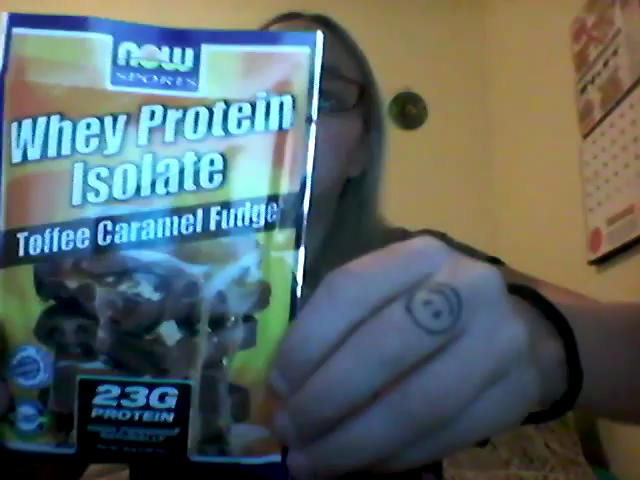 NOW
SPORTS
Whey Protein
Isolate
Toffee Caramel Fudge
23G
PROTEIN